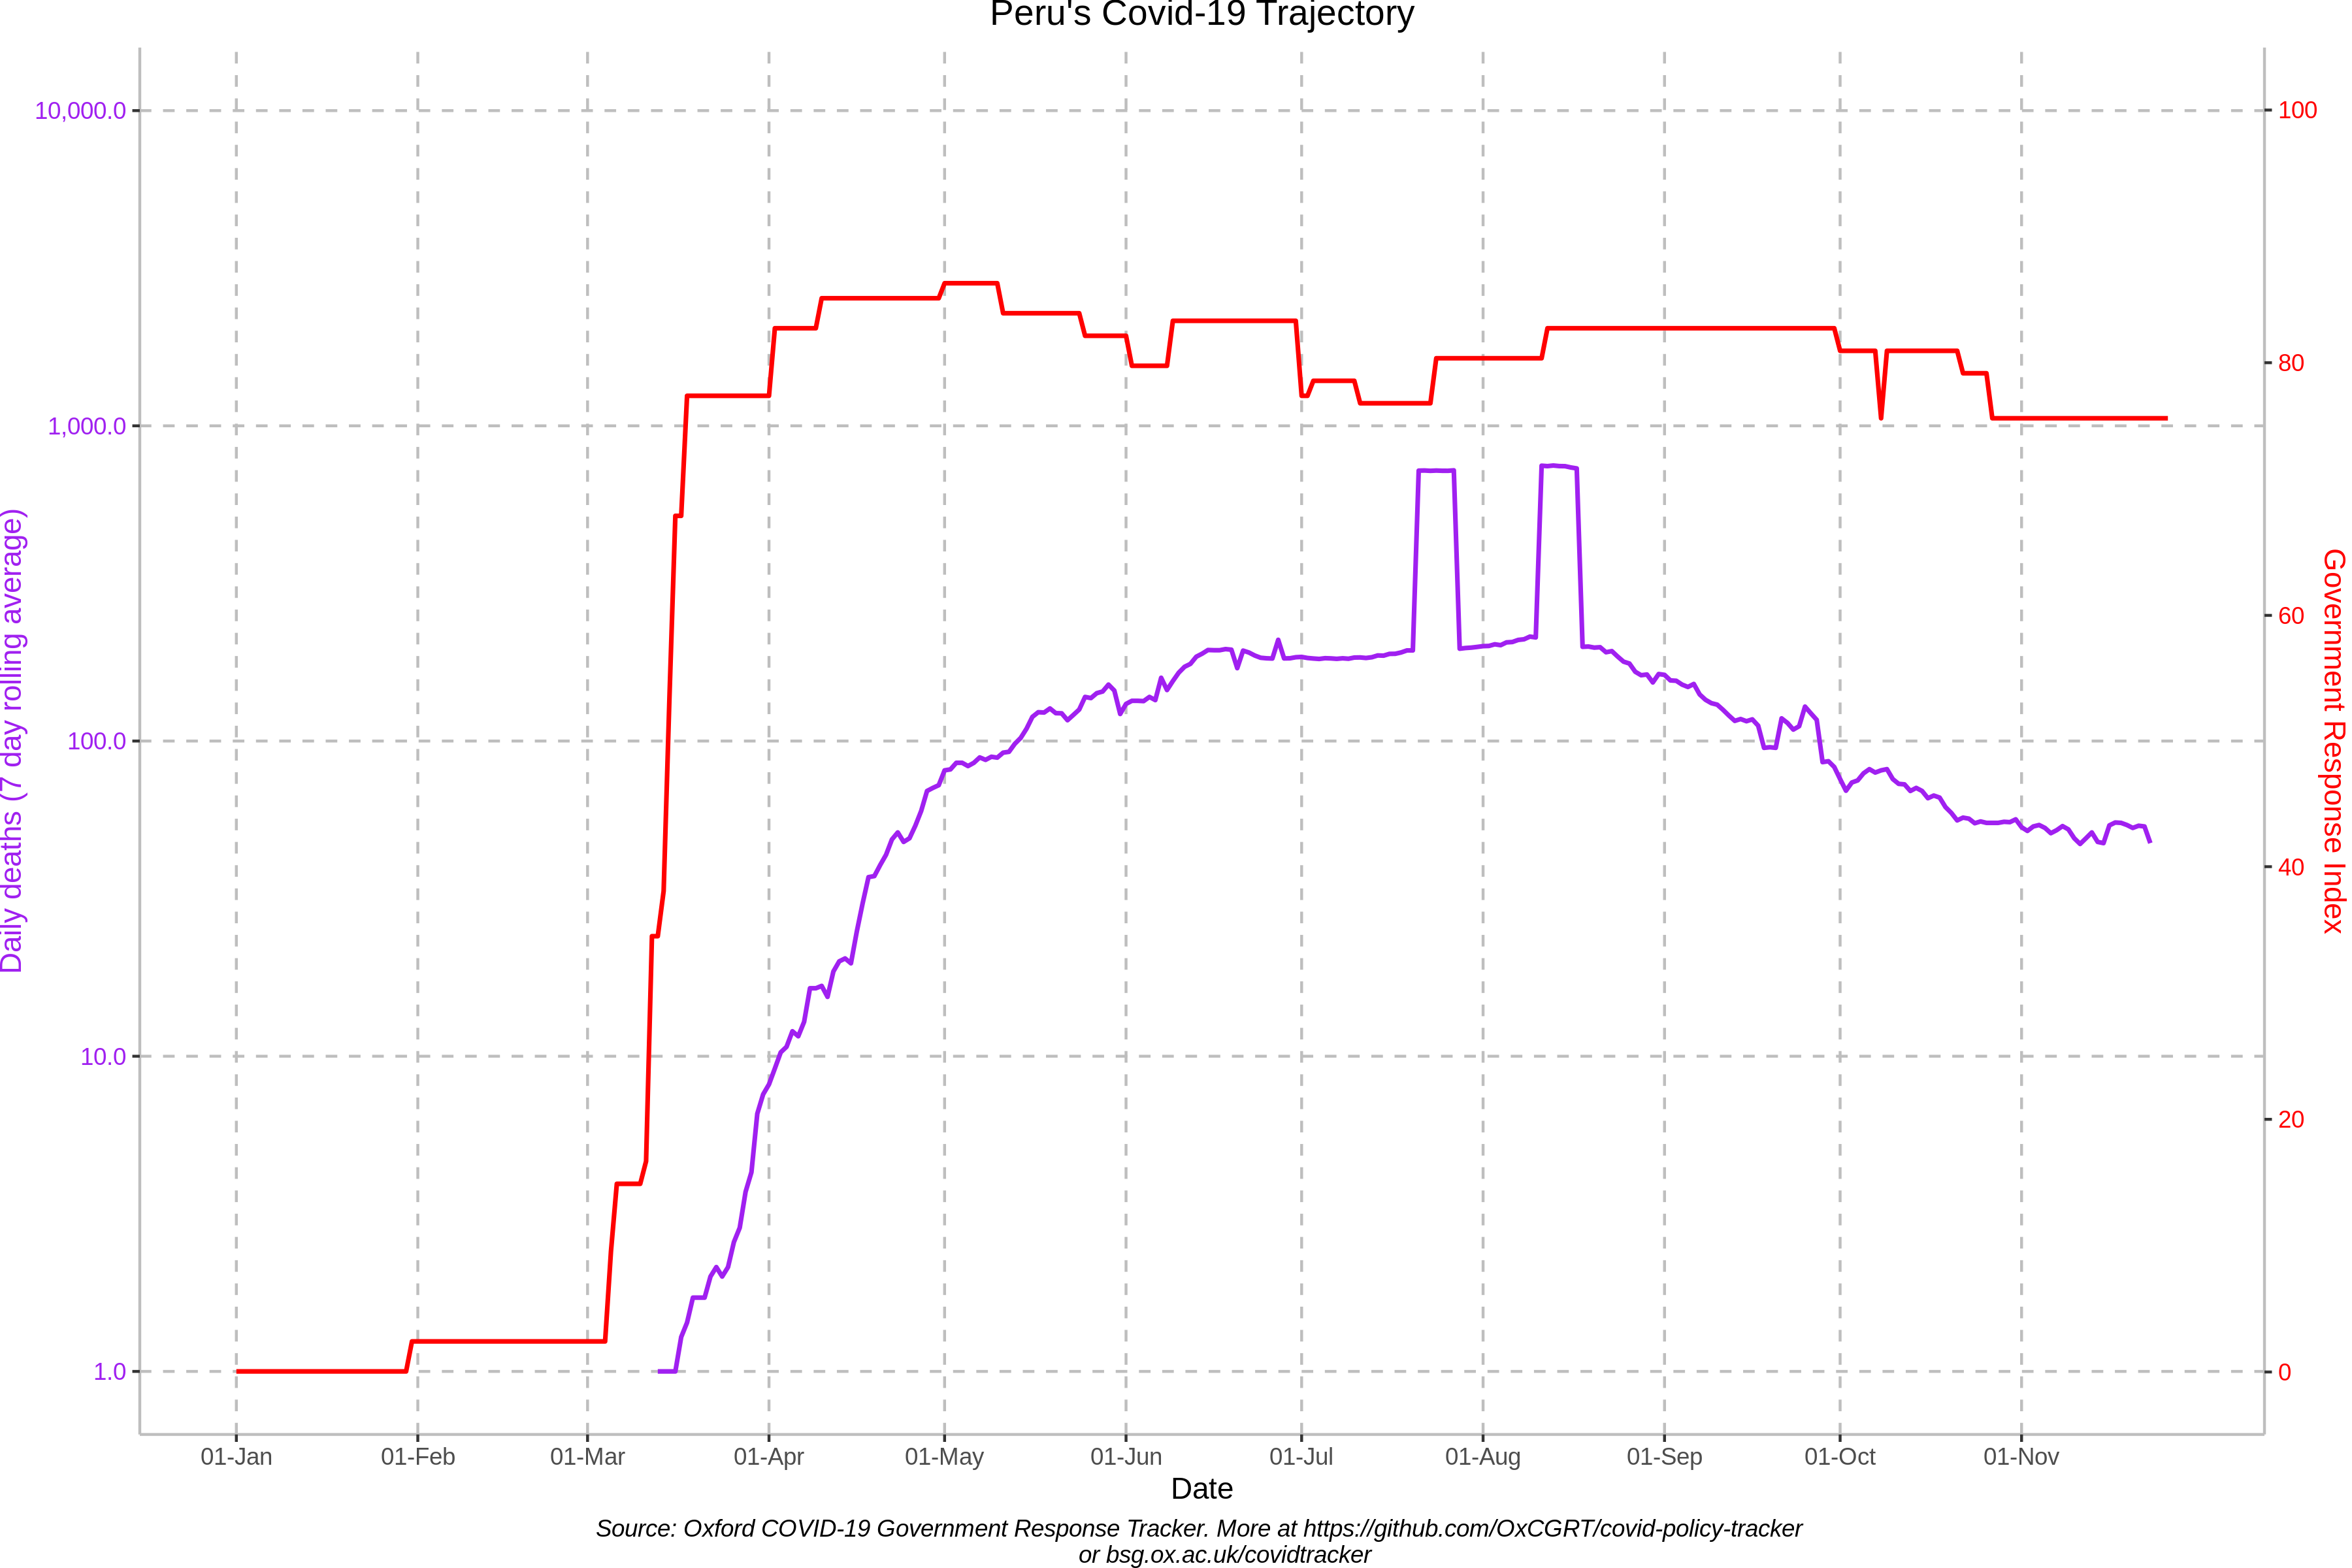 Peru's Covid-19 Trajectory
10,000.0
1,000.0
100.0
10.0
1.0
Daily deaths (7 day rolling average)
100
80
60
40
20
0
Government Response Index
01-Jan
01-Feb
01-Mar
01-Apr
01-May
01-Jun
01-Jul
01-Aug
01-Sep
01-Oct
01-Nov
Date
Source: Oxford COVID-19 Government Response Tracker. More at https://github.com/OxCGRT/covid-policy-tracker
or bsg.ox.ac.uk/covidtracker